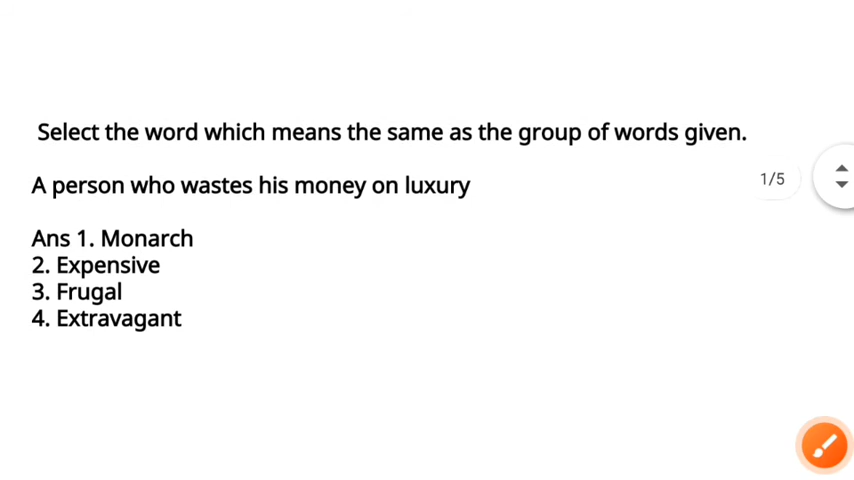 Select the word which means the same as the group of words given.
A person who wastes his money on luxury
1/5
Ans 1. Monarch
2. Expensive
3. Frugal
4. Extravagant